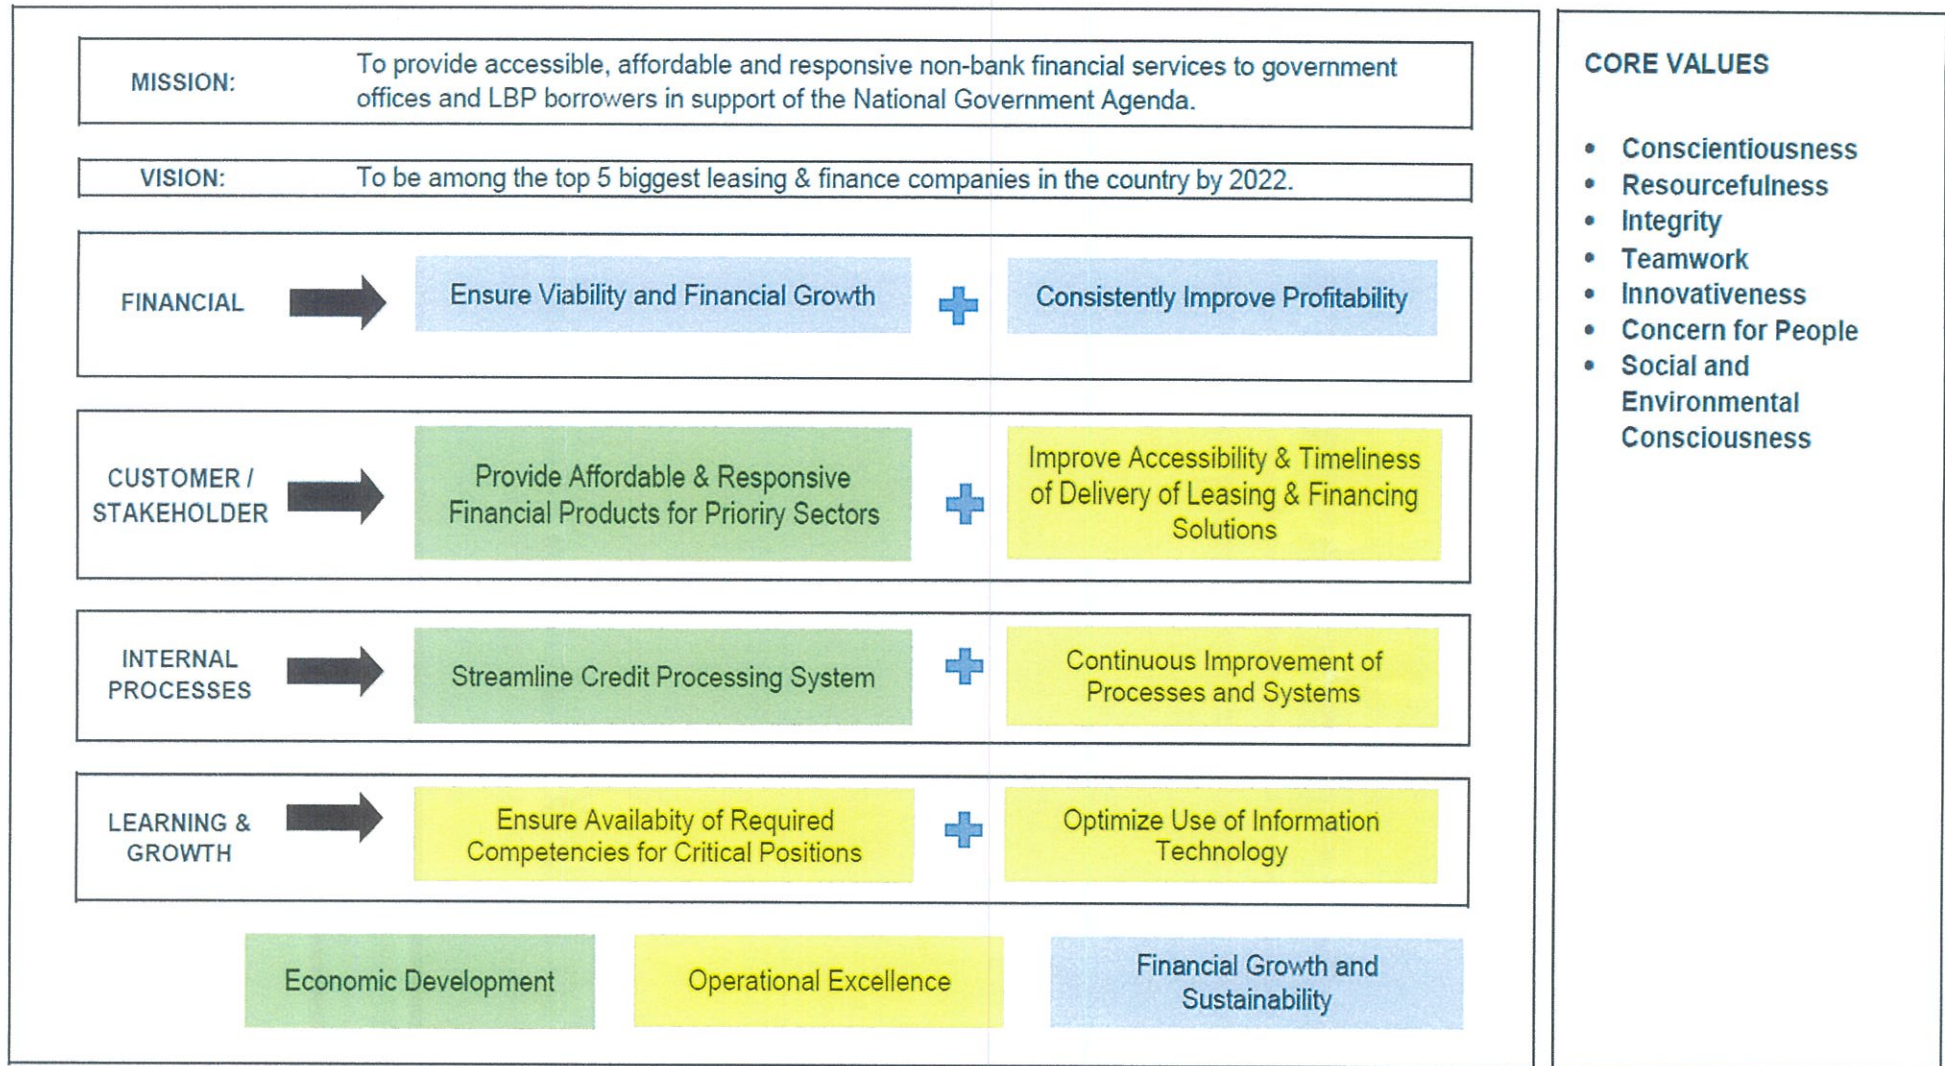 MISSION:
To provide accessible, affordable and responsive non-bank financial services to government
offices and LBP borrowers in support of the National Government Agenda.
VISION:
To be among the top 5 biggest leasing & finance companies in the country by 2022.
FINANCIAL
Ensure Viability and Financial Growth
Consistently Improve Profitability
CUSTOMER /
STAKEHOLDER
Provide Affordable & Responsive
Financial Products for Prioriry Sectors
Improve Accessibility & Timeliness
of Delivery of Leasing & Financing
Solutions
INTERNAL
PROCESSES
Streamline Credit Processing System
Continuous Improvement of
Processes and Systems
LEARNING &
GROWTH
Ensure Availabity of Required
Competencies for Critical Positions
Optimize Use of Information
Technology
Economic Development
Operational Excellence
Financial Growth and
Sustainability
CORE VALUES
• Conscientiousness
• Resourcefulness
• Integrity
• Teamwork
• Innovativeness
• Concern for People
• Social and
Environmental
Consciousness